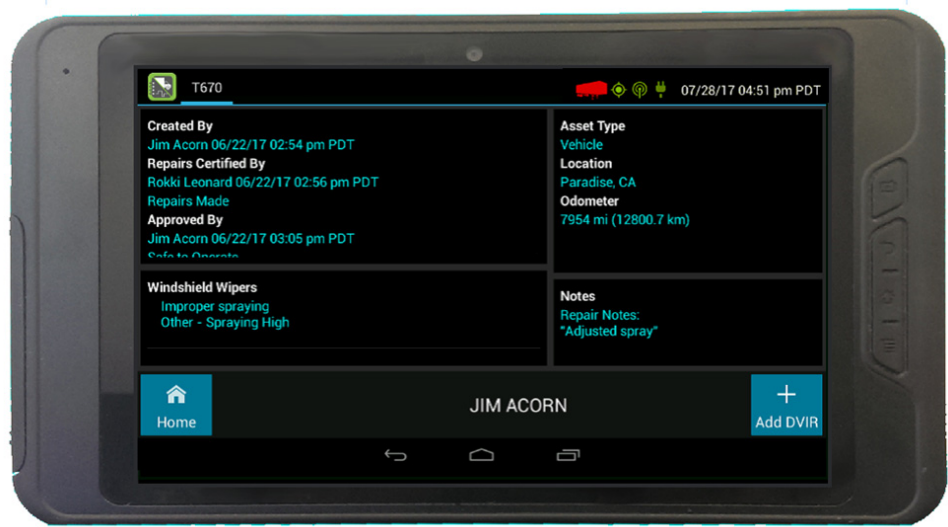 T670
07/28/17 04:51 pm PDT
Created By
Jim Acorn 06/22/17 02:54 pm PDT
Repairs Certified By
Rokki Leonard 06/22/17 02:56 pm PDT
Repairs Made
Approved By
Jim Acorn 06/22/17 03:05 pm PDT
Safe to Operate
Asset Type
Vehicle
Location
Paradise, CA
Odometer
7954 mi (12800.7 km)
Windshield Wipers
Improper spraying
Other - Spraying High
Notes
Repair Notes:
"Adjusted spray"
Home
JIM ACORN
Add DVIR